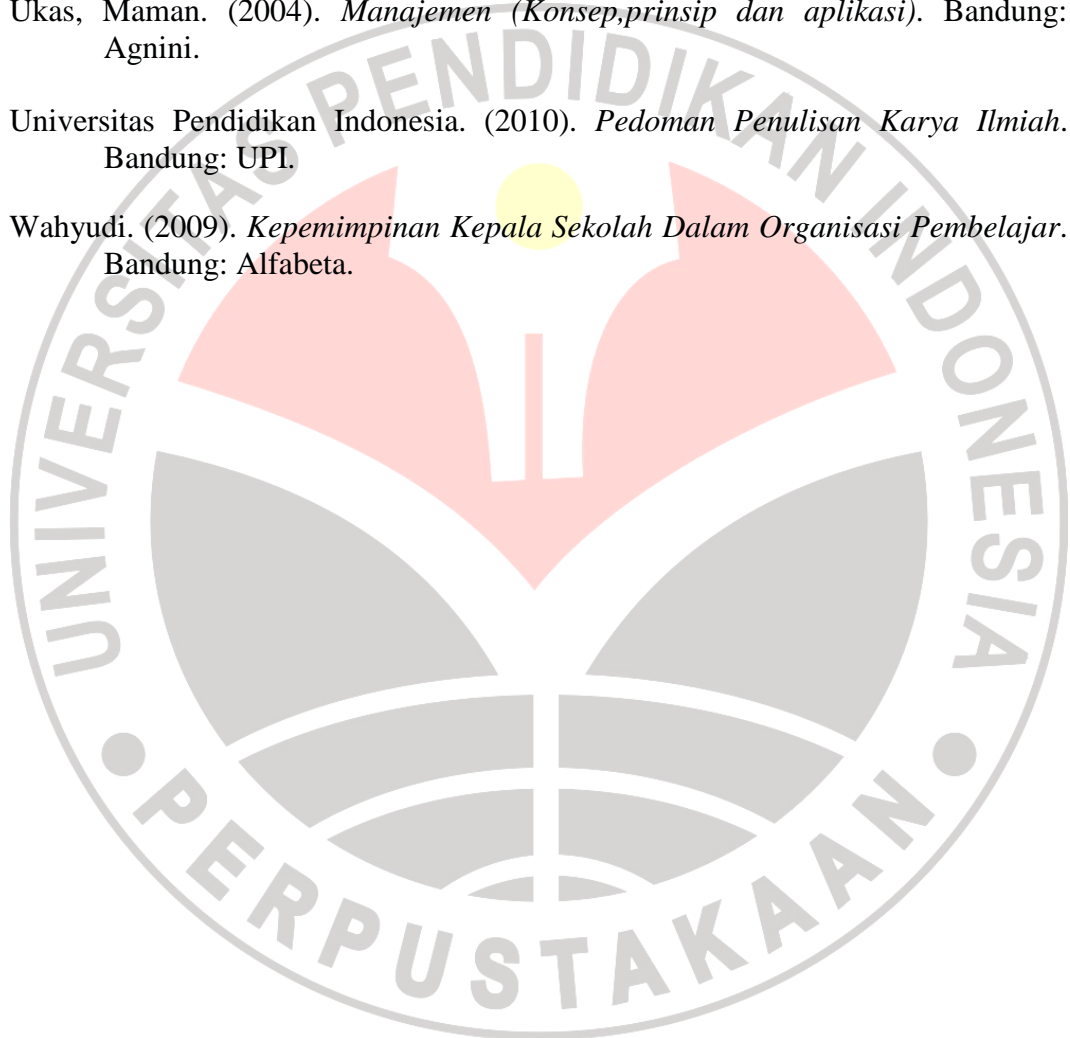 Ukas, Maman. (2004). Manajemen (Konsep,prinsip dan aplikasi). Bandung:
Agnini.
Universitas Pendidikan Indonesia. (2010). Pedoman Penulisan Karya Ilmiah.
Bandung: UPI.
Wahyudi. (2009). Kepemimpinan Kepala Sekolah Dalam Organisasi Pembelajar.
Bandung: Alfabeta.
UNIVERSITAS PENDIDIKAN INDONESIA
PERPUSTAKAAN